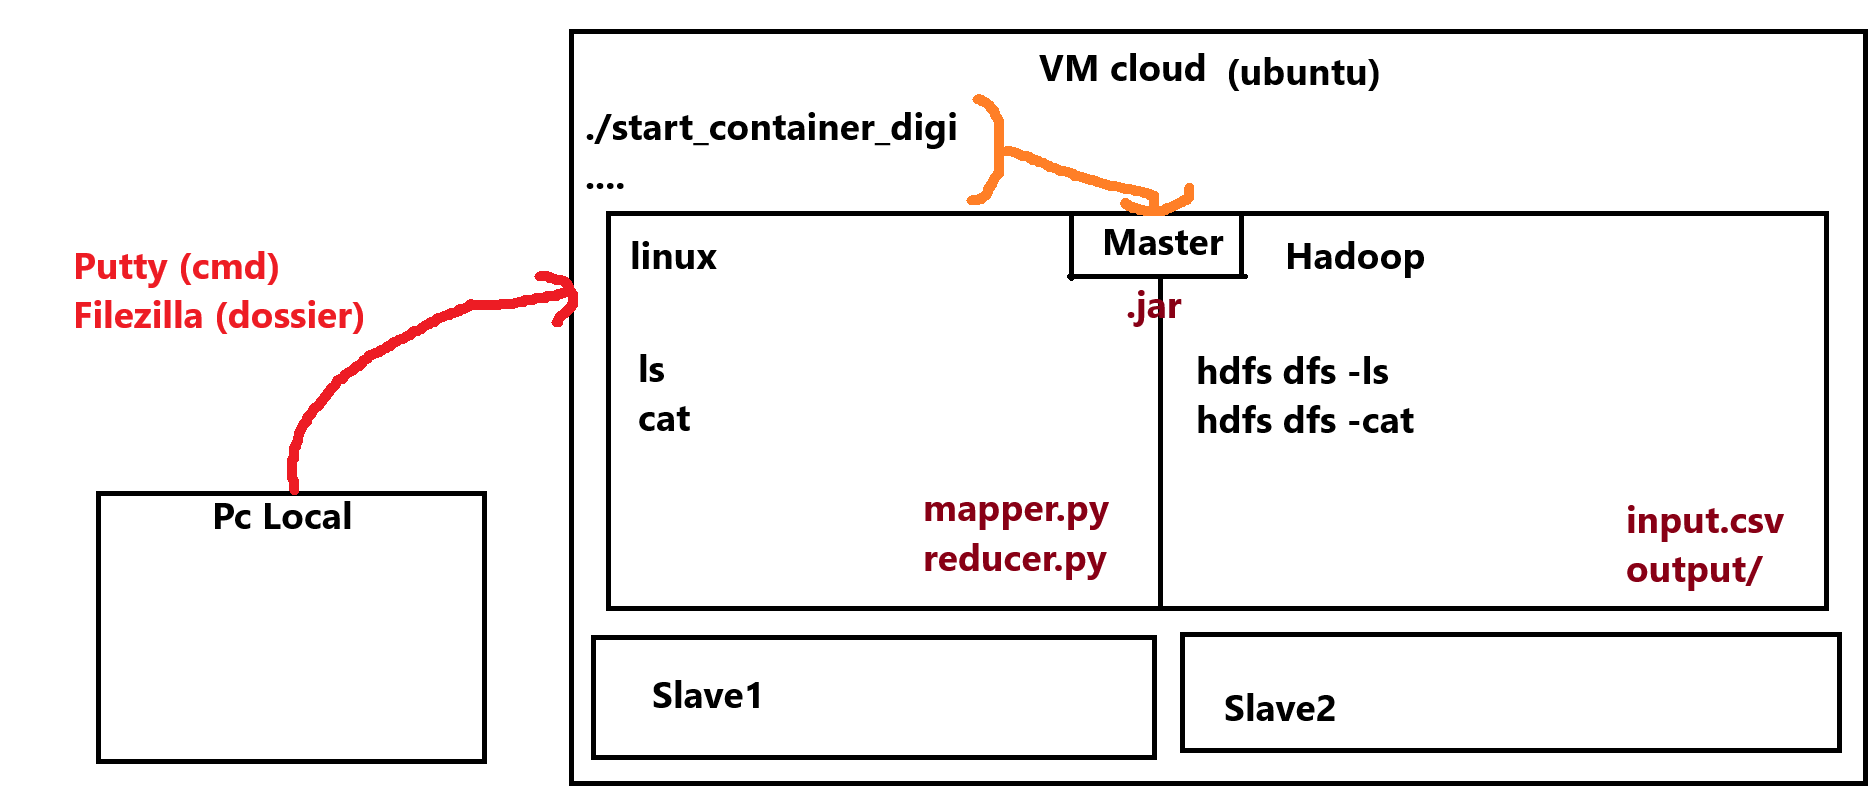 VM cloud (ubuntu)
./start_container_digi
....
linux
Master
Hadoop
.jar
Putty (cmd)
Filezilla (dossier)
ls
cat
hdfs dfs -ls
hdfs dfs -cat
mapper.py
reducer.py
input.csv
output/
Pc Local
Slave1
Slave2